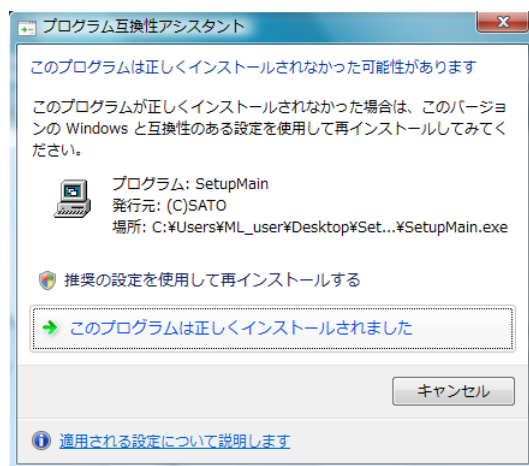 プログラム互換性アシスタント
このプログラムは正しくインストールされなかった可能性があります
このプログラムが正しくインストールされなかった場合は、このバージョ
ンの Windows と互換性のある設定を使用して再インストールしてみてく
ださい。
プログラム: SetupMain
発行元: (C)SATO
場所: C:¥Users¥ML_user¥Desktop¥Set...¥SetupMain.exe
推奨の設定を使用して再インストールする
このプログラムは正しくインストールされました
キャンセル
適用される設定について説明します